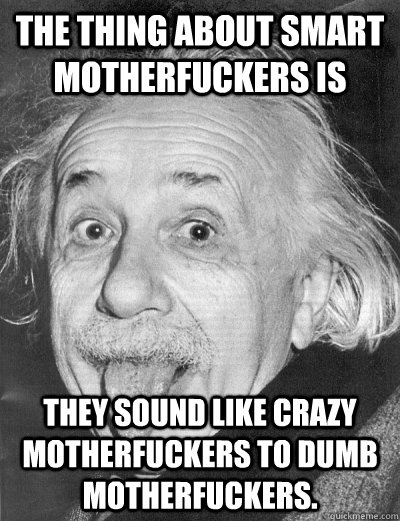 THE THING ABOUT SMART
MOTHERFUCKERS IS
THEY SOUND LIKE CRAZY
MOTHERFUCKERS TO DUMB
MOTHERFUCKERS.
quickmeme.com